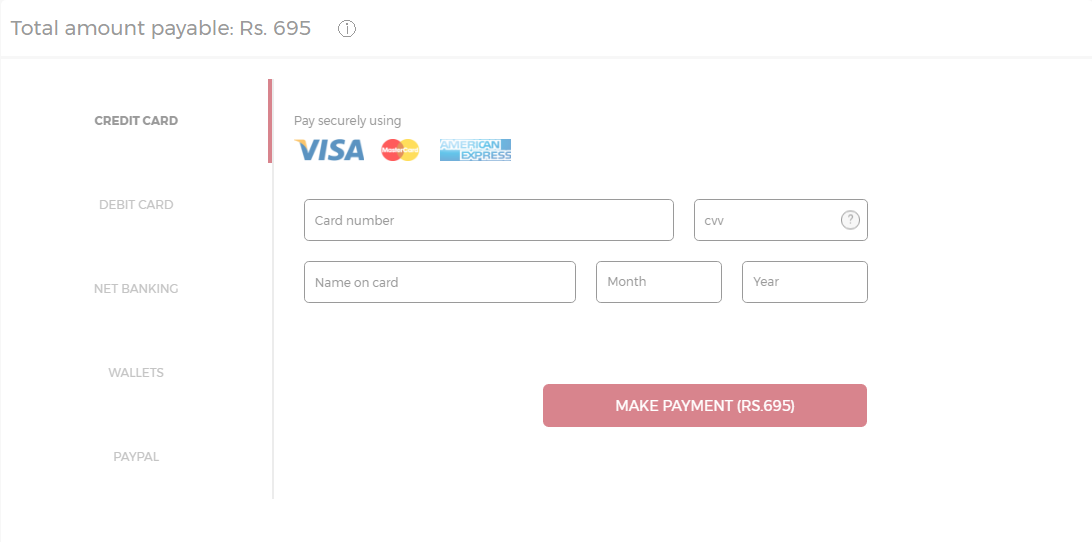 Total amount payable: Rs. 695 i
CREDIT CARD
DEBIT CARD
NET BANKING
WALLETS
PAYPAL
Pay securely using
VISA MasterCard AMERICAN EXPRESS
Card number cvv ?
Name on card Month Year
MAKE PAYMENT (RS.695)